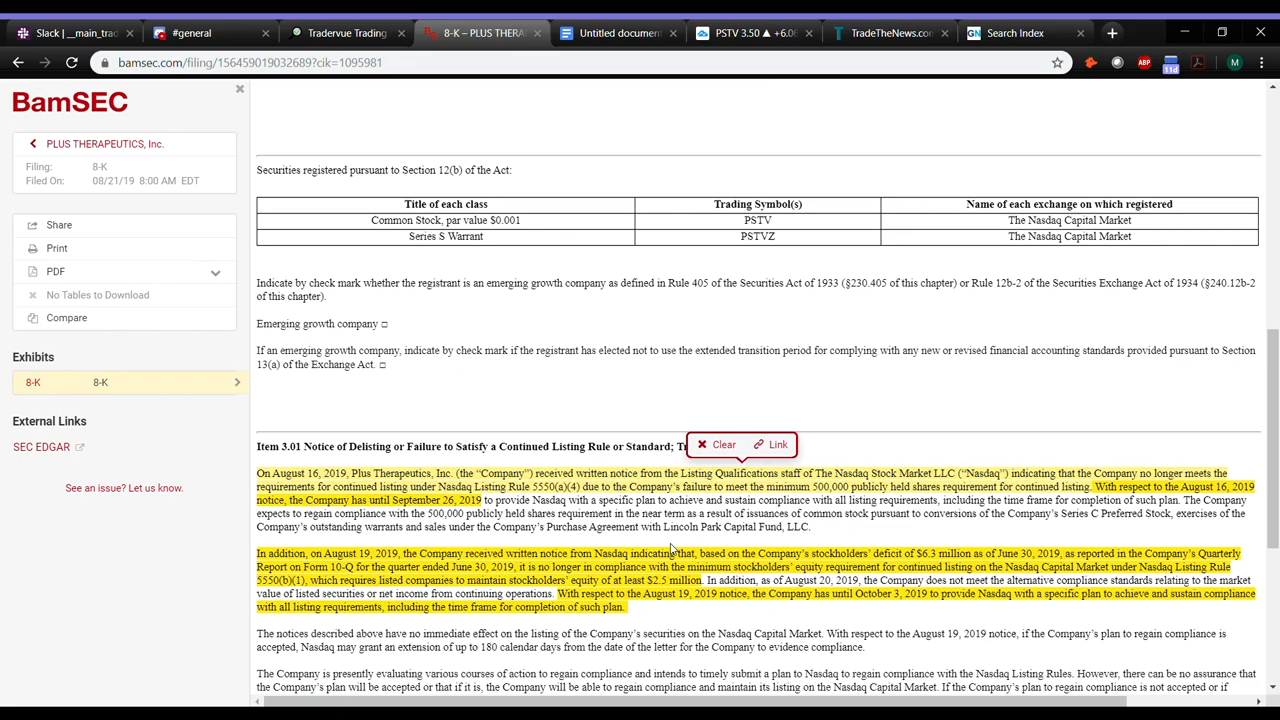 Slack | __main_trad
#general
Tradervue Trading
8-K – PLUS THERA
Untitled document
PSTV 3.50 ▲ +6.06
TradeTheNews.com
Search Index
bamsec.com/filing/156459019032689?cik=1095981
ABP
11d
M
BamSEC
PLUS THERAPEUTICS, Inc.
Filing: 8-K
Filed On: 08/21/19 8:00 AM EDT
Share
Print
PDF
No Tables to Download
Compare
Exhibits
8-K 8-K
External Links
SEC EDGAR
See an issue? Let us know.
Securities registered pursuant to Section 12(b) of the Act:
Title of each class Trading Symbol(s) Name of each exchange on which registered
Common Stock, par value $0.001 PSTV The Nasdaq Capital Market
Series S Warrant PSTVZ The Nasdaq Capital Market
Indicate by check mark whether the registrant is an emerging growth company as defined in Rule 405 of the Securities Act of 1933 (§230.405 of this chapter) or Rule 12b-2 of the Securities Exchange Act of 1934 (§240.12b-2
of this chapter).
Emerging growth company □
If an emerging growth company, indicate by check mark if the registrant has elected not to use the extended transition period for complying with any new or revised financial accounting standards provided pursuant to Section
13(a) of the Exchange Act. □
Item 3.01 Notice of Delisting or Failure to Satisfy a Continued Listing Rule or Standard; Tr
Clear Link
On August 16, 2019, Plus Therapeutics, Inc. (the “Company”) received written notice from the Listing Qualifications staff of The Nasdaq Stock Market LLC (“Nasdaq”) indicating that the Company no longer meets the
requirements for continued listing under Nasdaq Listing Rule 5550(a)(4) due to the Company’s failure to meet the minimum 500,000 publicly held shares requirement for continued listing. With respect to the August 16, 2019
notice, the Company has until September 26, 2019 to provide Nasdaq with a specific plan to achieve and sustain compliance with all listing requirements, including the time frame for completion of such plan. The Company
expects to regain compliance with the 500,000 publicly held shares requirement in the near term as a result of issuances of common stock pursuant to conversions of the Company’s Series C Preferred Stock, exercises of the
Company’s outstanding warrants and sales under the Company’s Purchase Agreement with Lincoln Park Capital Fund, LLC.
In addition, on August 19, 2019, the Company received written notice from Nasdaq indicating that, based on the Company’s stockholders’ deficit of $6.3 million as of June 30, 2019, as reported in the Company’s Quarterly
Report on Form 10-Q for the quarter ended June 30, 2019, it is no longer in compliance with the minimum stockholders’ equity requirement for continued listing on the Nasdaq Capital Market under Nasdaq Listing Rule
5550(b)(1), which requires listed companies to maintain stockholders’ equity of at least $2.5 million. In addition, as of August 20, 2019, the Company does not meet the alternative compliance standards relating to the market
value of listed securities or net income from continuing operations. With respect to the August 19, 2019 notice, the Company has until October 3, 2019 to provide Nasdaq with a specific plan to achieve and sustain compliance
with all listing requirements, including the time frame for completion of such plan.
The notices described above have no immediate effect on the listing of the Company’s securities on the Nasdaq Capital Market. With respect to the August 19, 2019 notice, if the Company’s plan to regain compliance is
accepted, Nasdaq may grant an extension of up to 180 calendar days from the date of the letter for the Company to evidence compliance.
The Company is presently evaluating various courses of action to regain compliance and intends to timely submit a plan to Nasdaq to regain compliance with the Nasdaq Listing Rules. However, there can be no assurance that
the Company’s plan will be accepted or that if it is, the Company will be able to regain compliance and maintain its listing on the Nasdaq Capital Market. If the Company’s plan to regain compliance is not accepted or if